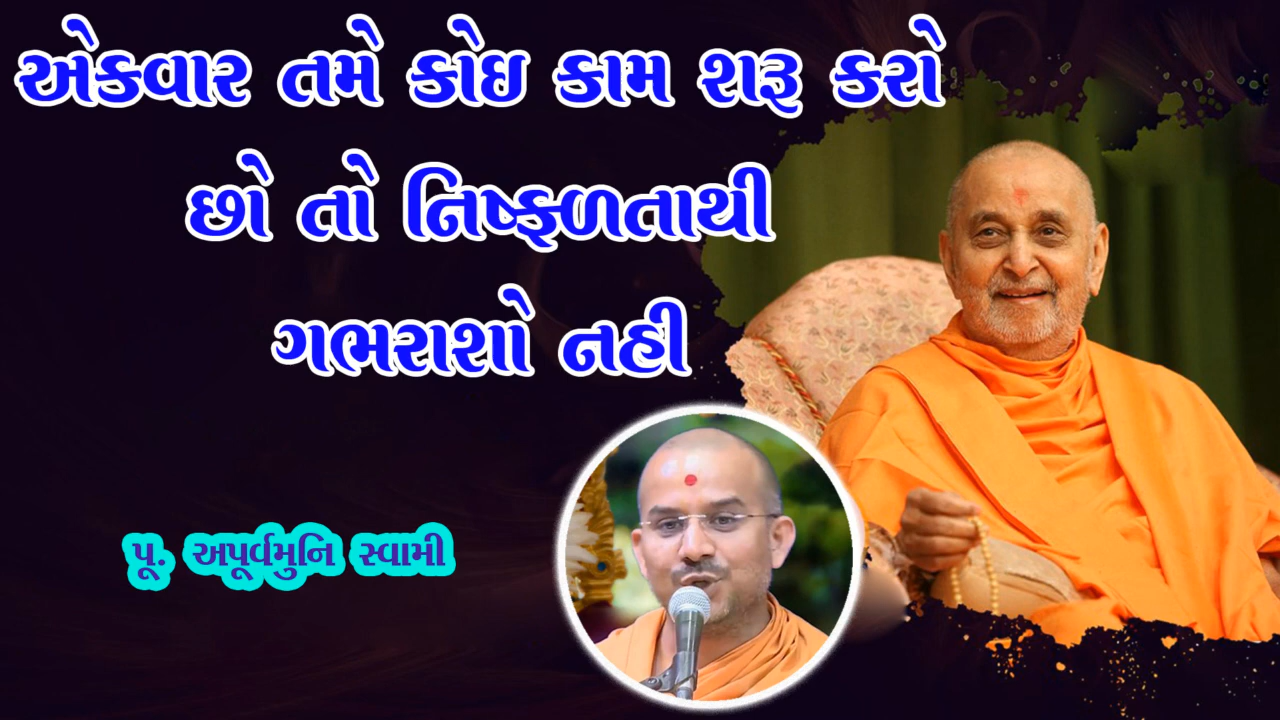 એકવાર તમે કોઇ કામ શરૂ કરો
છો તો નિષ્ફળતાથી
ગભરાશો નહી
પૂ. અપૂર્વમુનિ સ્વામી